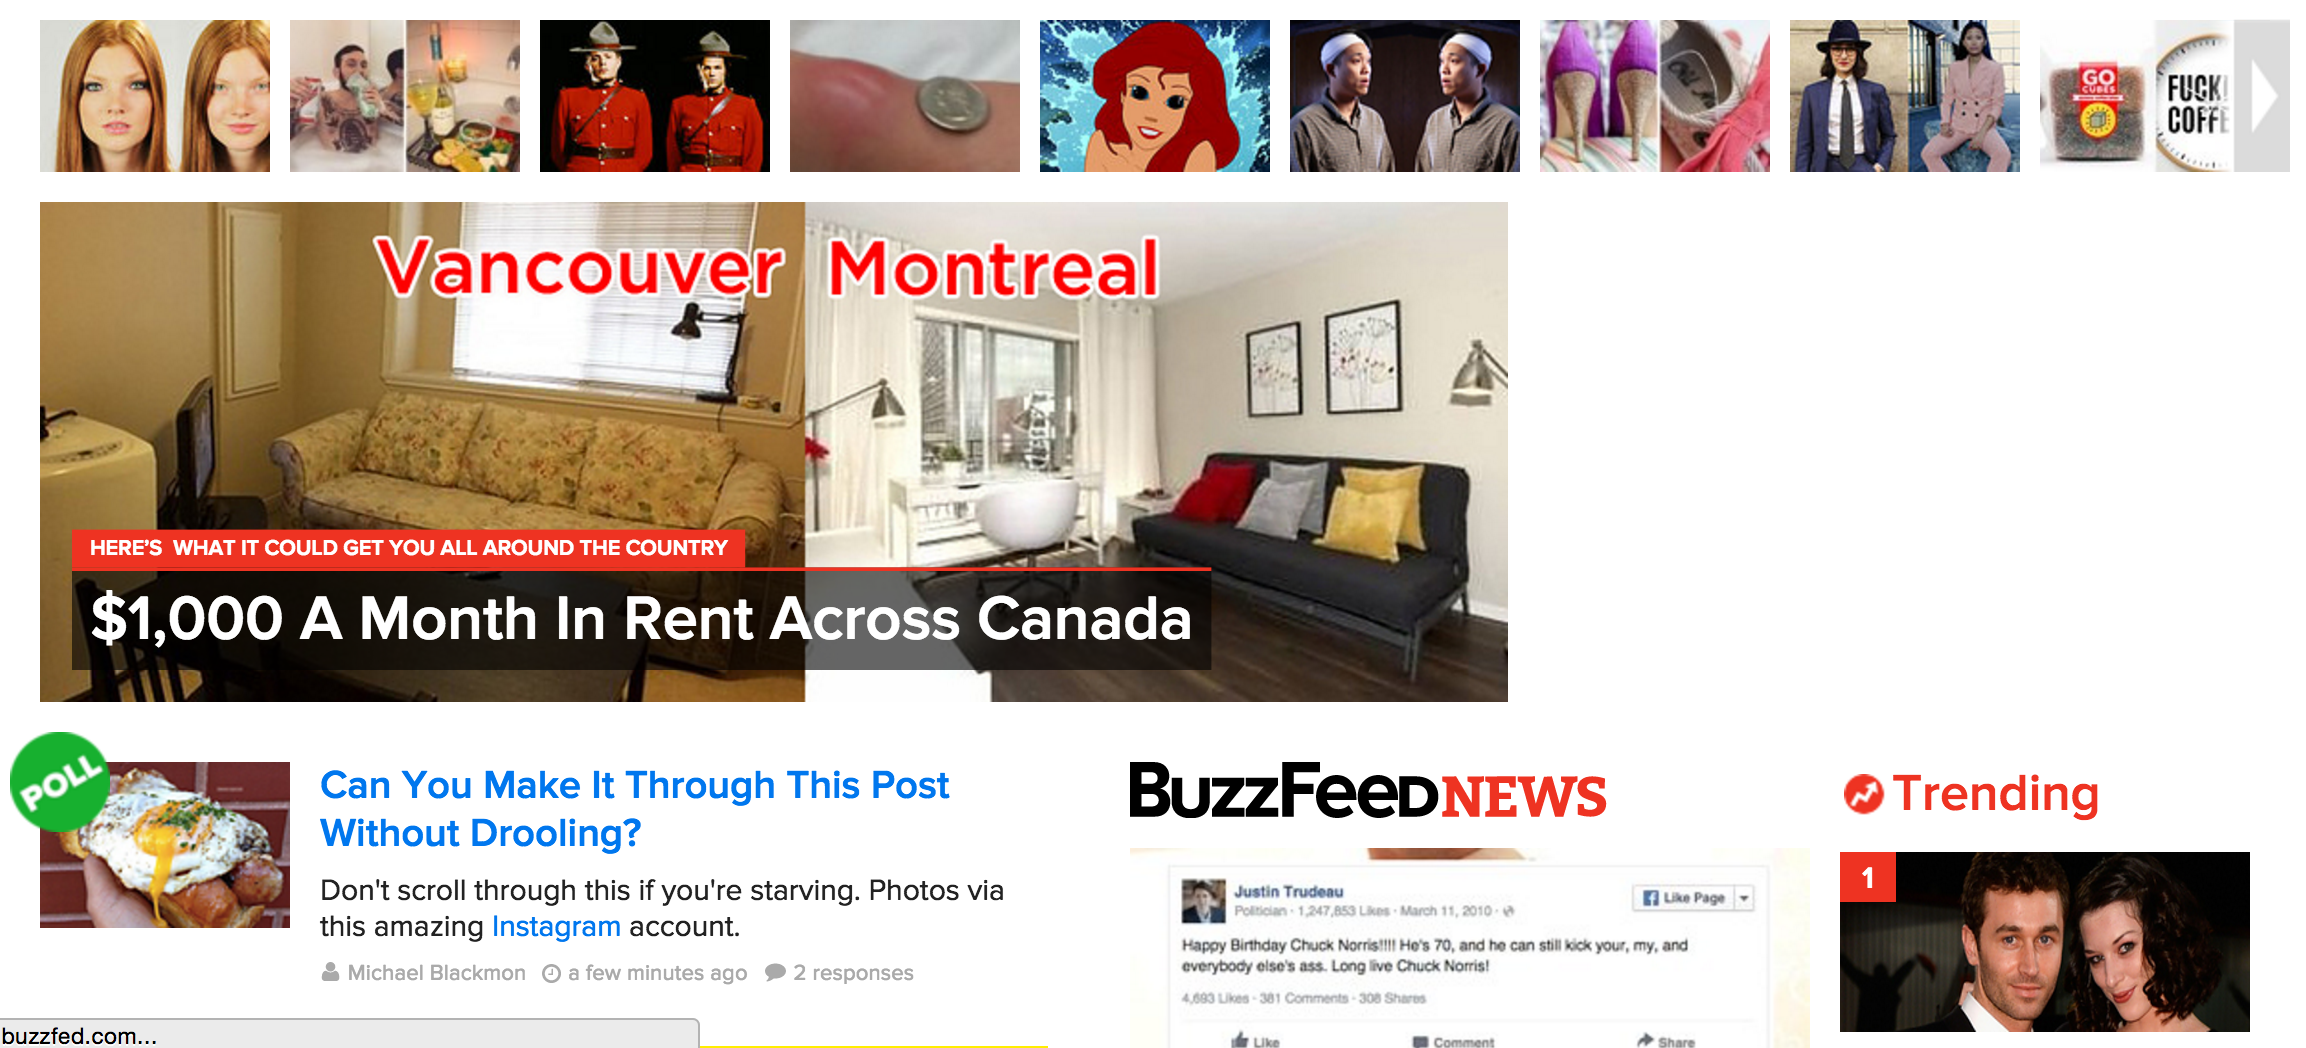 GO
CUBES
FUCK!
COFFE
Vancouver Montreal
HERE'S WHAT IT COULD GET YOU ALL AROUND THE COUNTRY
$1,000 A Month In Rent Across Canada
POLL
Can You Make It Through This Post
Without Drooling?
Don't scroll through this if you're starving. Photos via
this amazing Instagram account.
Michael Blackmon a few minutes ago 2 responses
buzzfed.com...
BuzzFeed NEWS
Justin Trudeau
Politician · 1,247,853 Likes · March 11, 2010 ·
Like Page
Happy Birthday Chuck Norris!!!! He's 70, and he can still kick your, my, and
everybody else's ass. Long live Chuck Norris!
4,693 Likes · 381 Comments · 308 Shares
Like Comment Share
Trending
1